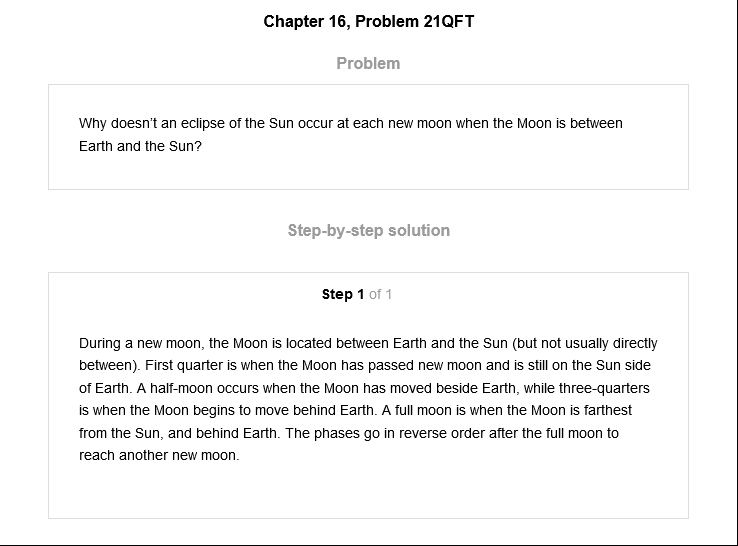 Chapter 16, Problem 21QFT
Problem
Why doesn't an eclipse of the Sun occur at each new moon when the Moon is between
Earth and the Sun?
Step-by-step solution
Step 1 of 1
During a new moon, the Moon is located between Earth and the Sun (but not usually directly
between). First quarter is when the Moon has passed new moon and is still on the Sun side
of Earth. A half-moon occurs when the Moon has moved beside Earth, while three-quarters
is when the Moon begins to move behind Earth. A full moon is when the Moon is farthest
from the Sun, and behind Earth. The phases go in reverse order after the full moon to
reach another new moon.